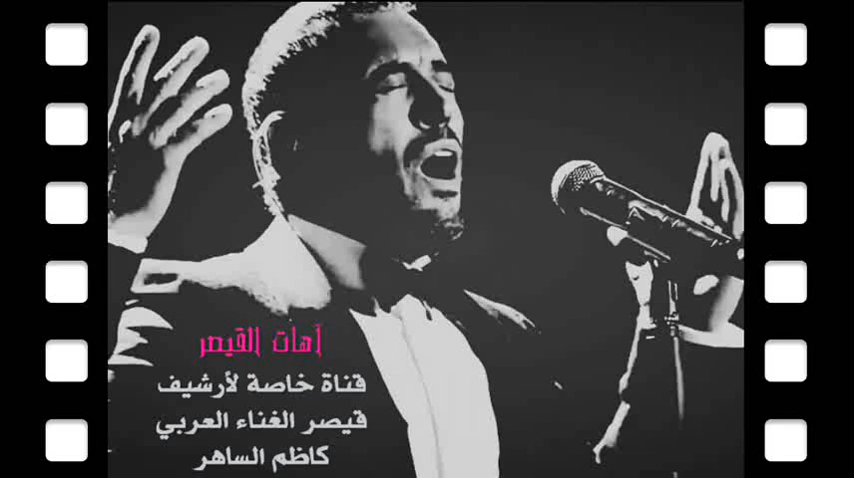 آهات القيصر
قناة خاصة لأرشيف
قيصر الغناء العربي
كاظم الساهر